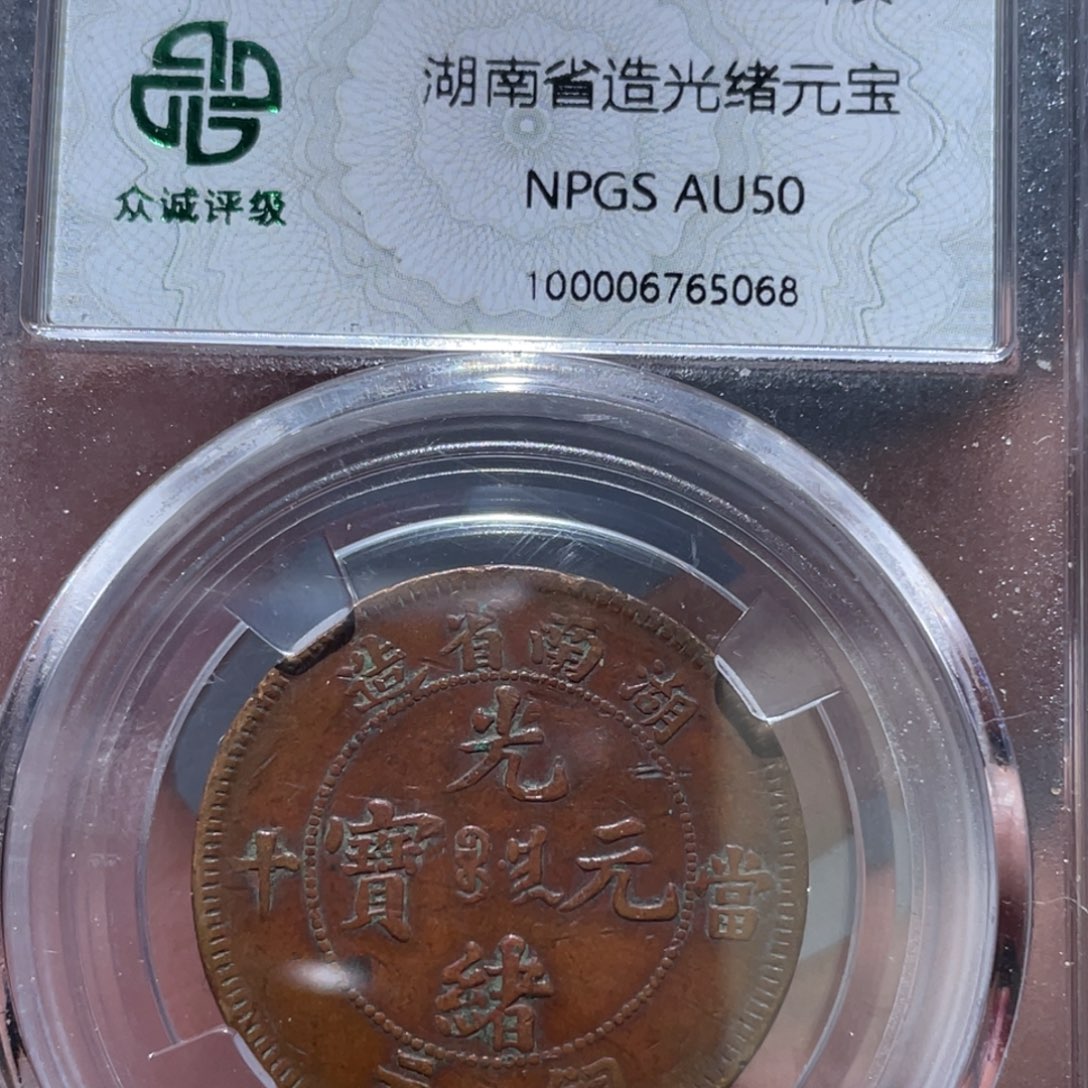 湖南省造光绪元宝
众诚评级
NPGS AU50
100006765068
湖南省造
光緒元寶
當十